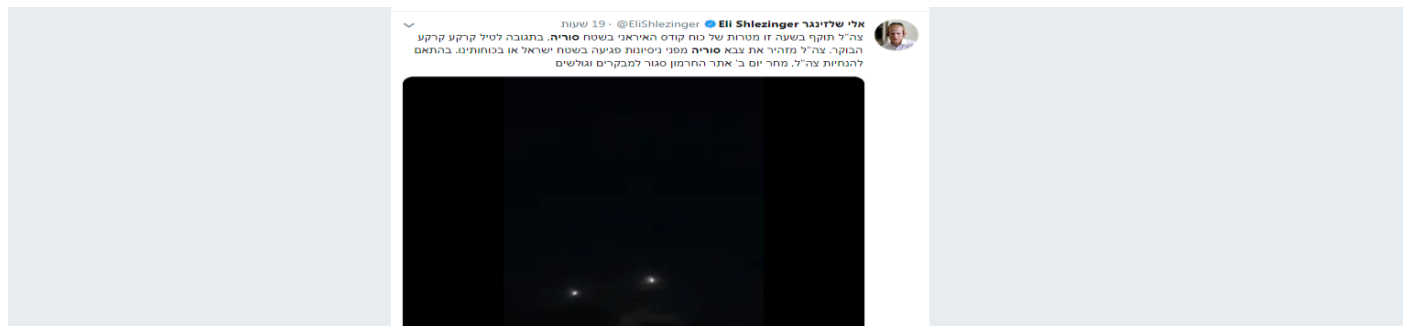 אלי שלזינגר Eli Shlezinger @EliShlezinger · 19 שעות
צה"ל תוקף בשעה זו מטרות של כוח קודס האיראני בשטח סוריה, בתגובה לטיל קרקע קרקע
הבוקר. צה"ל מזהיר את צבא סוריה מפני ניסיונות פגיעה בשטח ישראל או בכוחותינו. בהתאם
להנחיות צה"ל, מחר יום ב' אתר החרמון סגור למבקרים וגולשים